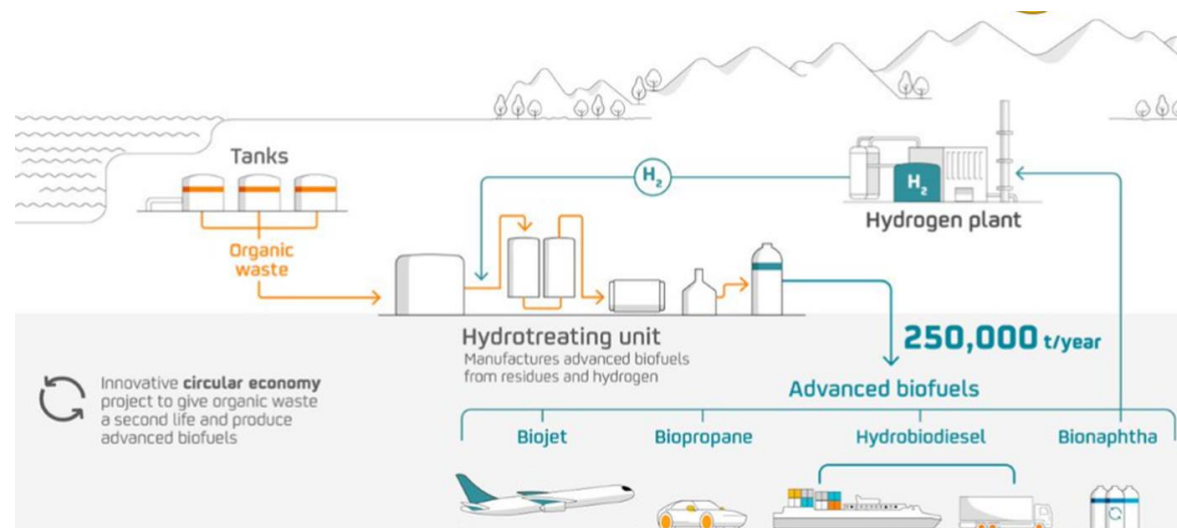 Tanks
Organic
waste
H₂
H₂
Hydrogen plant
Hydrotreating unit
Manufactures advanced biofuels
from residues and hydrogen
250,000 t/year
Innovative circular economy
project to give organic waste
a second life and produce
advanced biofuels
Advanced biofuels
Biojet
Biopropane
Hydrobiodiesel
Bionaphtha